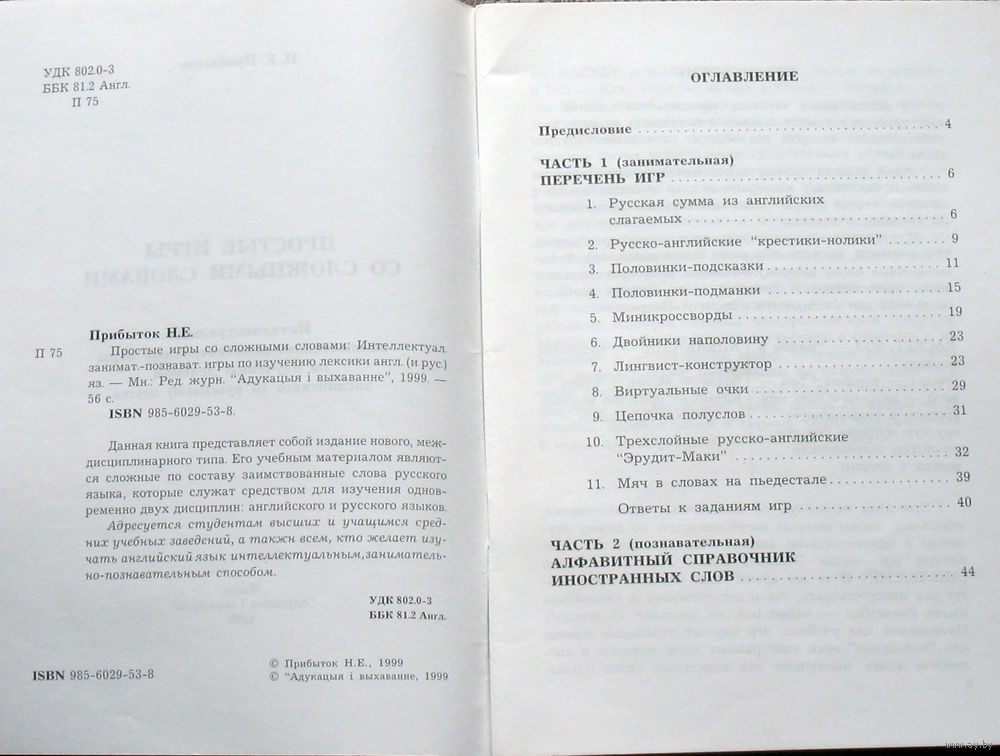 УДК 802.0-3
ББК 81.2 Англ.
П 75
Прибыток Н.Е.
П 75
Простые игры со сложными словами: Интеллектуал.
занимат.-познават. игры по изучению лексики англ. (и рус.)
яз. — Мн.: Ред. журн. “Адукацыя і выхаванне”, 1999. —
56 с.
ISBN 985-6029-53-8.
Данная книга представляет собой издание нового, меж-
дисциплинарного типа. Его учебным материалом являют-
ся сложные по составу заимствованные слова русского
языка, которые служат средством для изучения одно-
временно двух дисциплин: английского и русского языков.
Адресуется студентам высших и учащимся сред-
них учебных заведений, а такжн всем, кто желает изу-
чать английский язык интеллектуальным, заниматель-
но-познавательным способом.
УДК 802.0-3
ББК 81.2 Англ.
ISBN 985-6029-53-8
© Прибыток Н.Е., 1999
© “Адукацыя і выхаванне, 1999
ОГЛАВЛЕНИЕ
Предисловие . . . . . . . . . . 4
ЧАСТЬ 1 (занимательная)
ПЕРЕЧЕНЬ ИГР . . . . . . . . . . 6
1. Русская сумма из английских
слагаемых . . . . . . . . . . 6
2. Русско-английские “крестики-нолики” . . . . . . . 9
3. Половинки-подсказки . . . . . . . . . . 11
4. Половинки-подманки . . . . . . . . . . 15
5. Миникроссворды . . . . . . . . . . 19
6. Двойники наполовину . . . . . . . . . . 23
7. Лингвист-конструктор . . . . . . . . . . 23
8. Виртуальные очки . . . . . . . . . . 29
9. Цепочка полуслов . . . . . . . . . . 31
10. Трехслойные русско-английские
“Эрудит-Маки” . . . . . . . . . . 32
11. Мяч в словах на пьедестале . . . . . . . . . . 39
Ответы к заданиям игр . . . . . . . . . . 40
ЧАСТЬ 2 (познавательная)
АЛФАВИТНЫЙ СПРАВОЧНИК
ИНОСТРАННЫХ СЛОВ . . . . . . . . . . 44